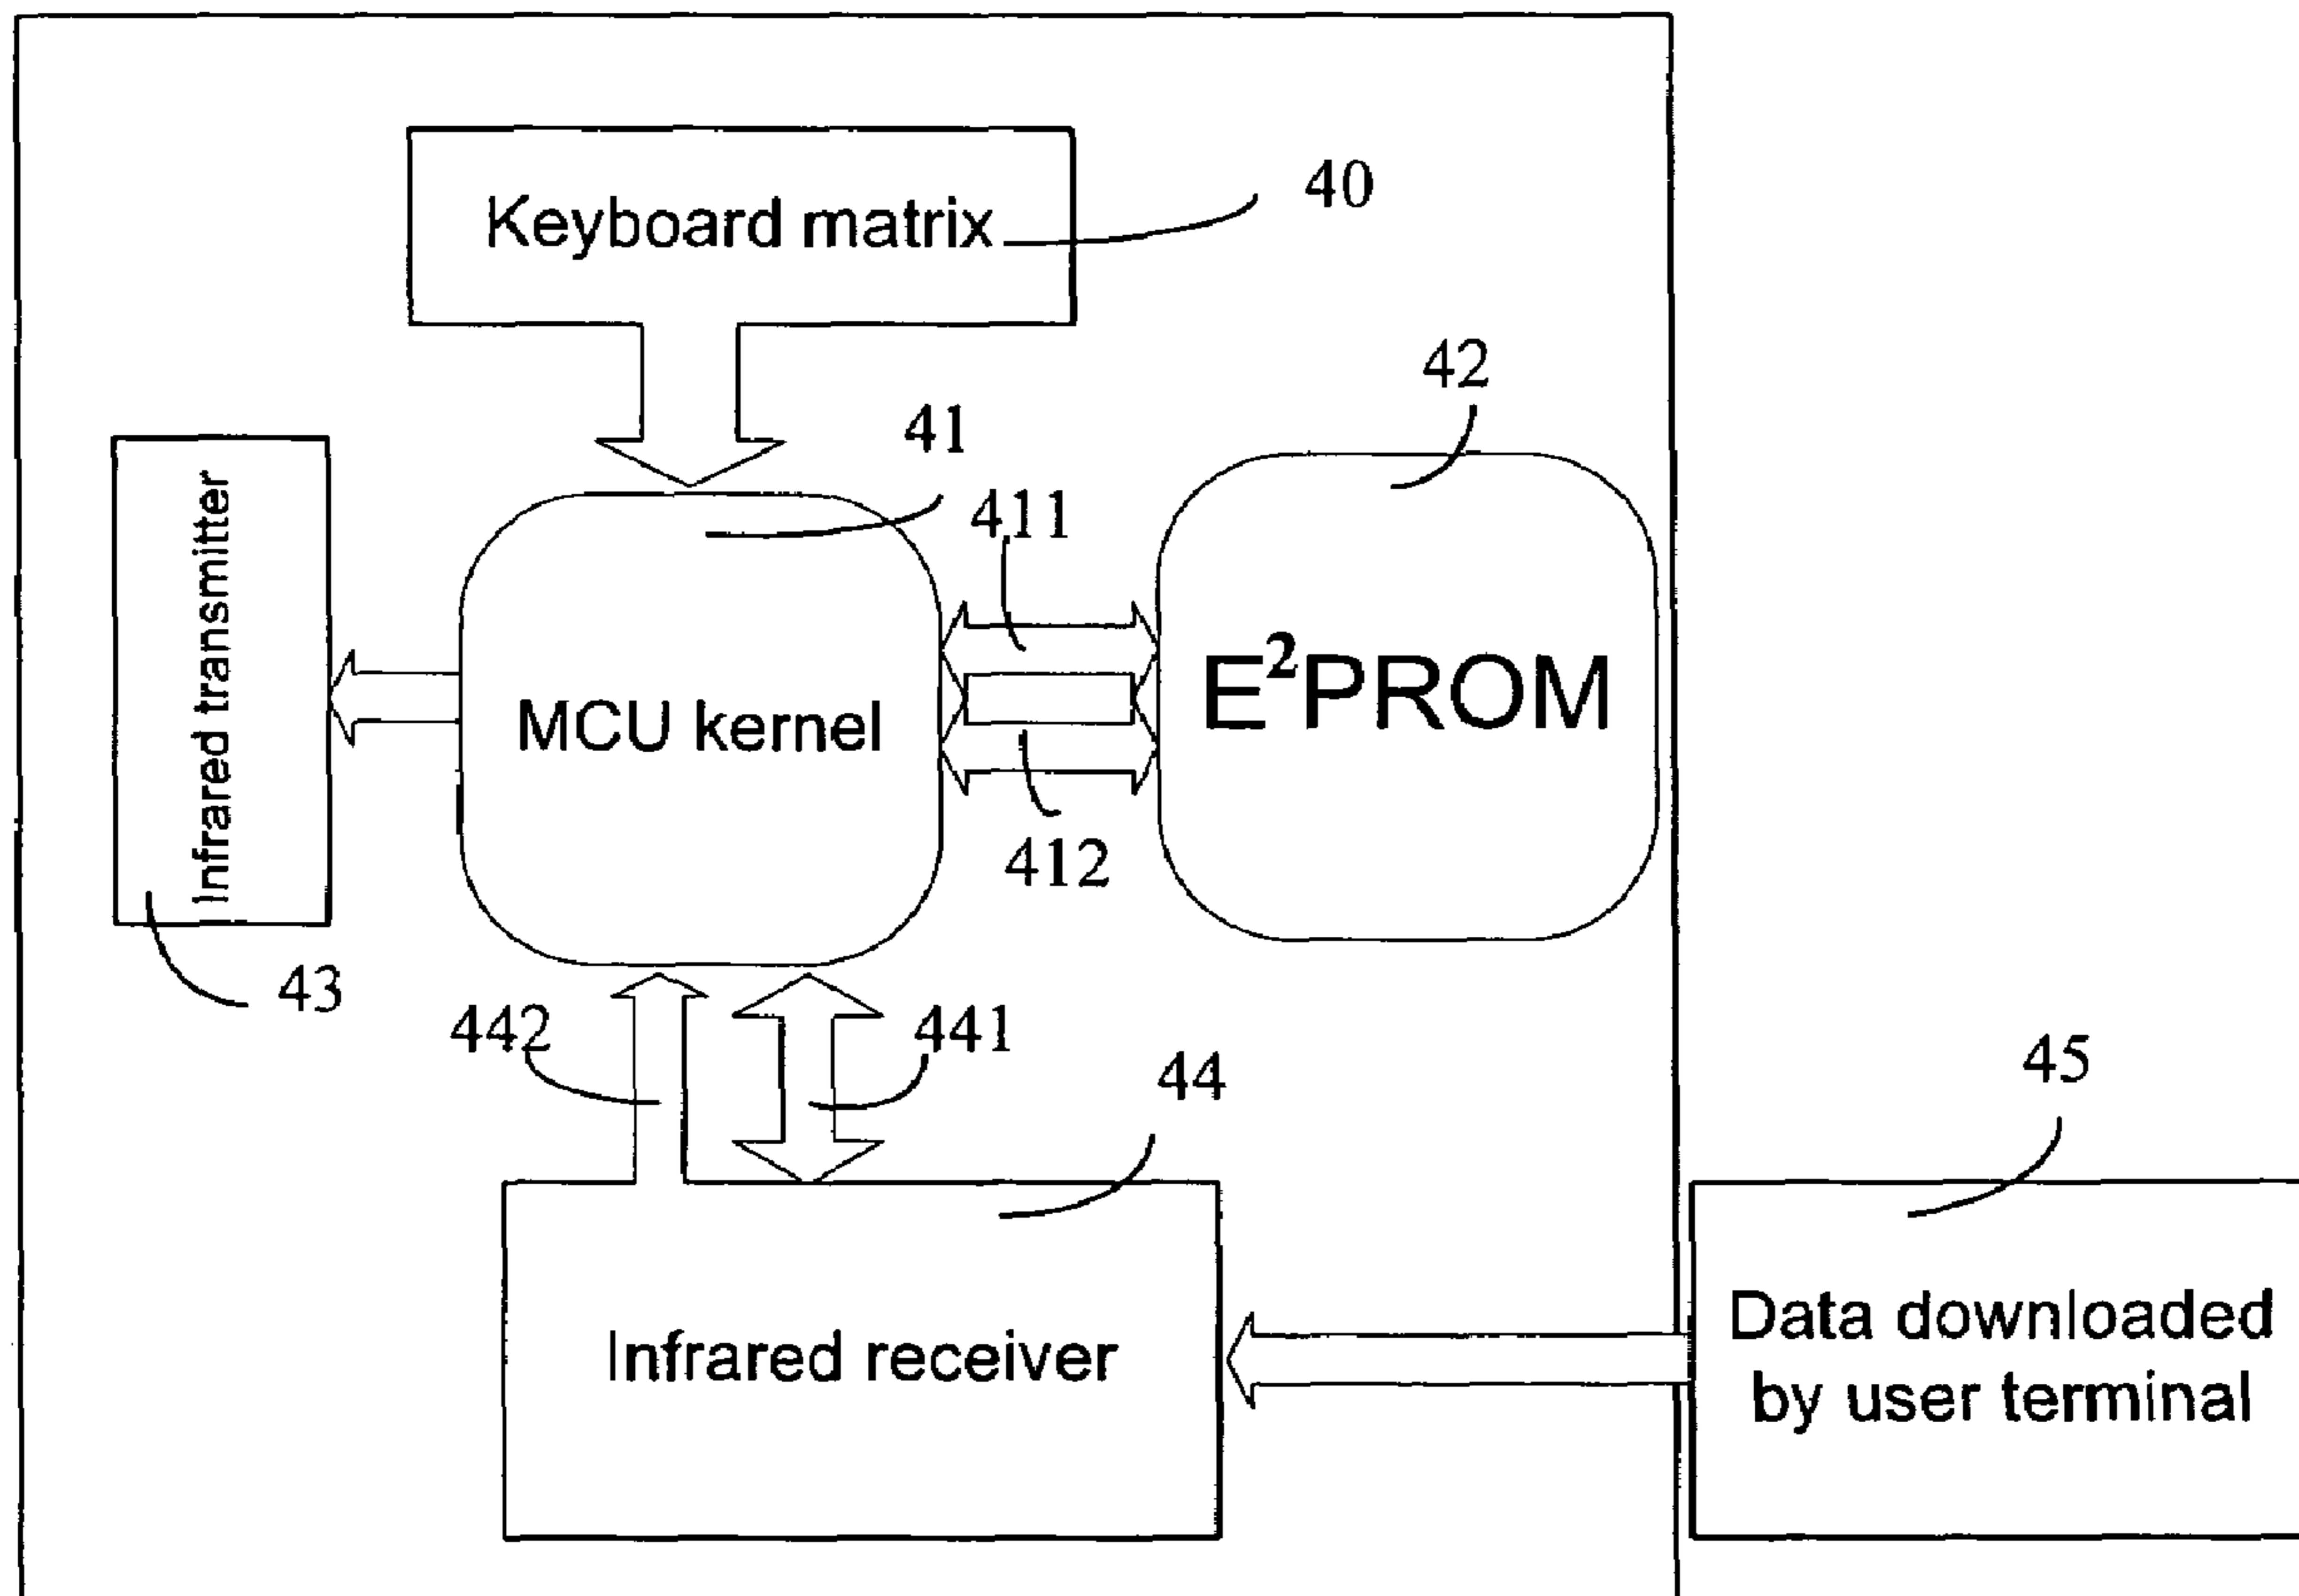 Keyboard matrix
40
42
41
411
Infrared transmitter
E²PROM
MCU kernel
412
43
442
441
44
45
Infrared receiver
Data downloaded
by user terminal